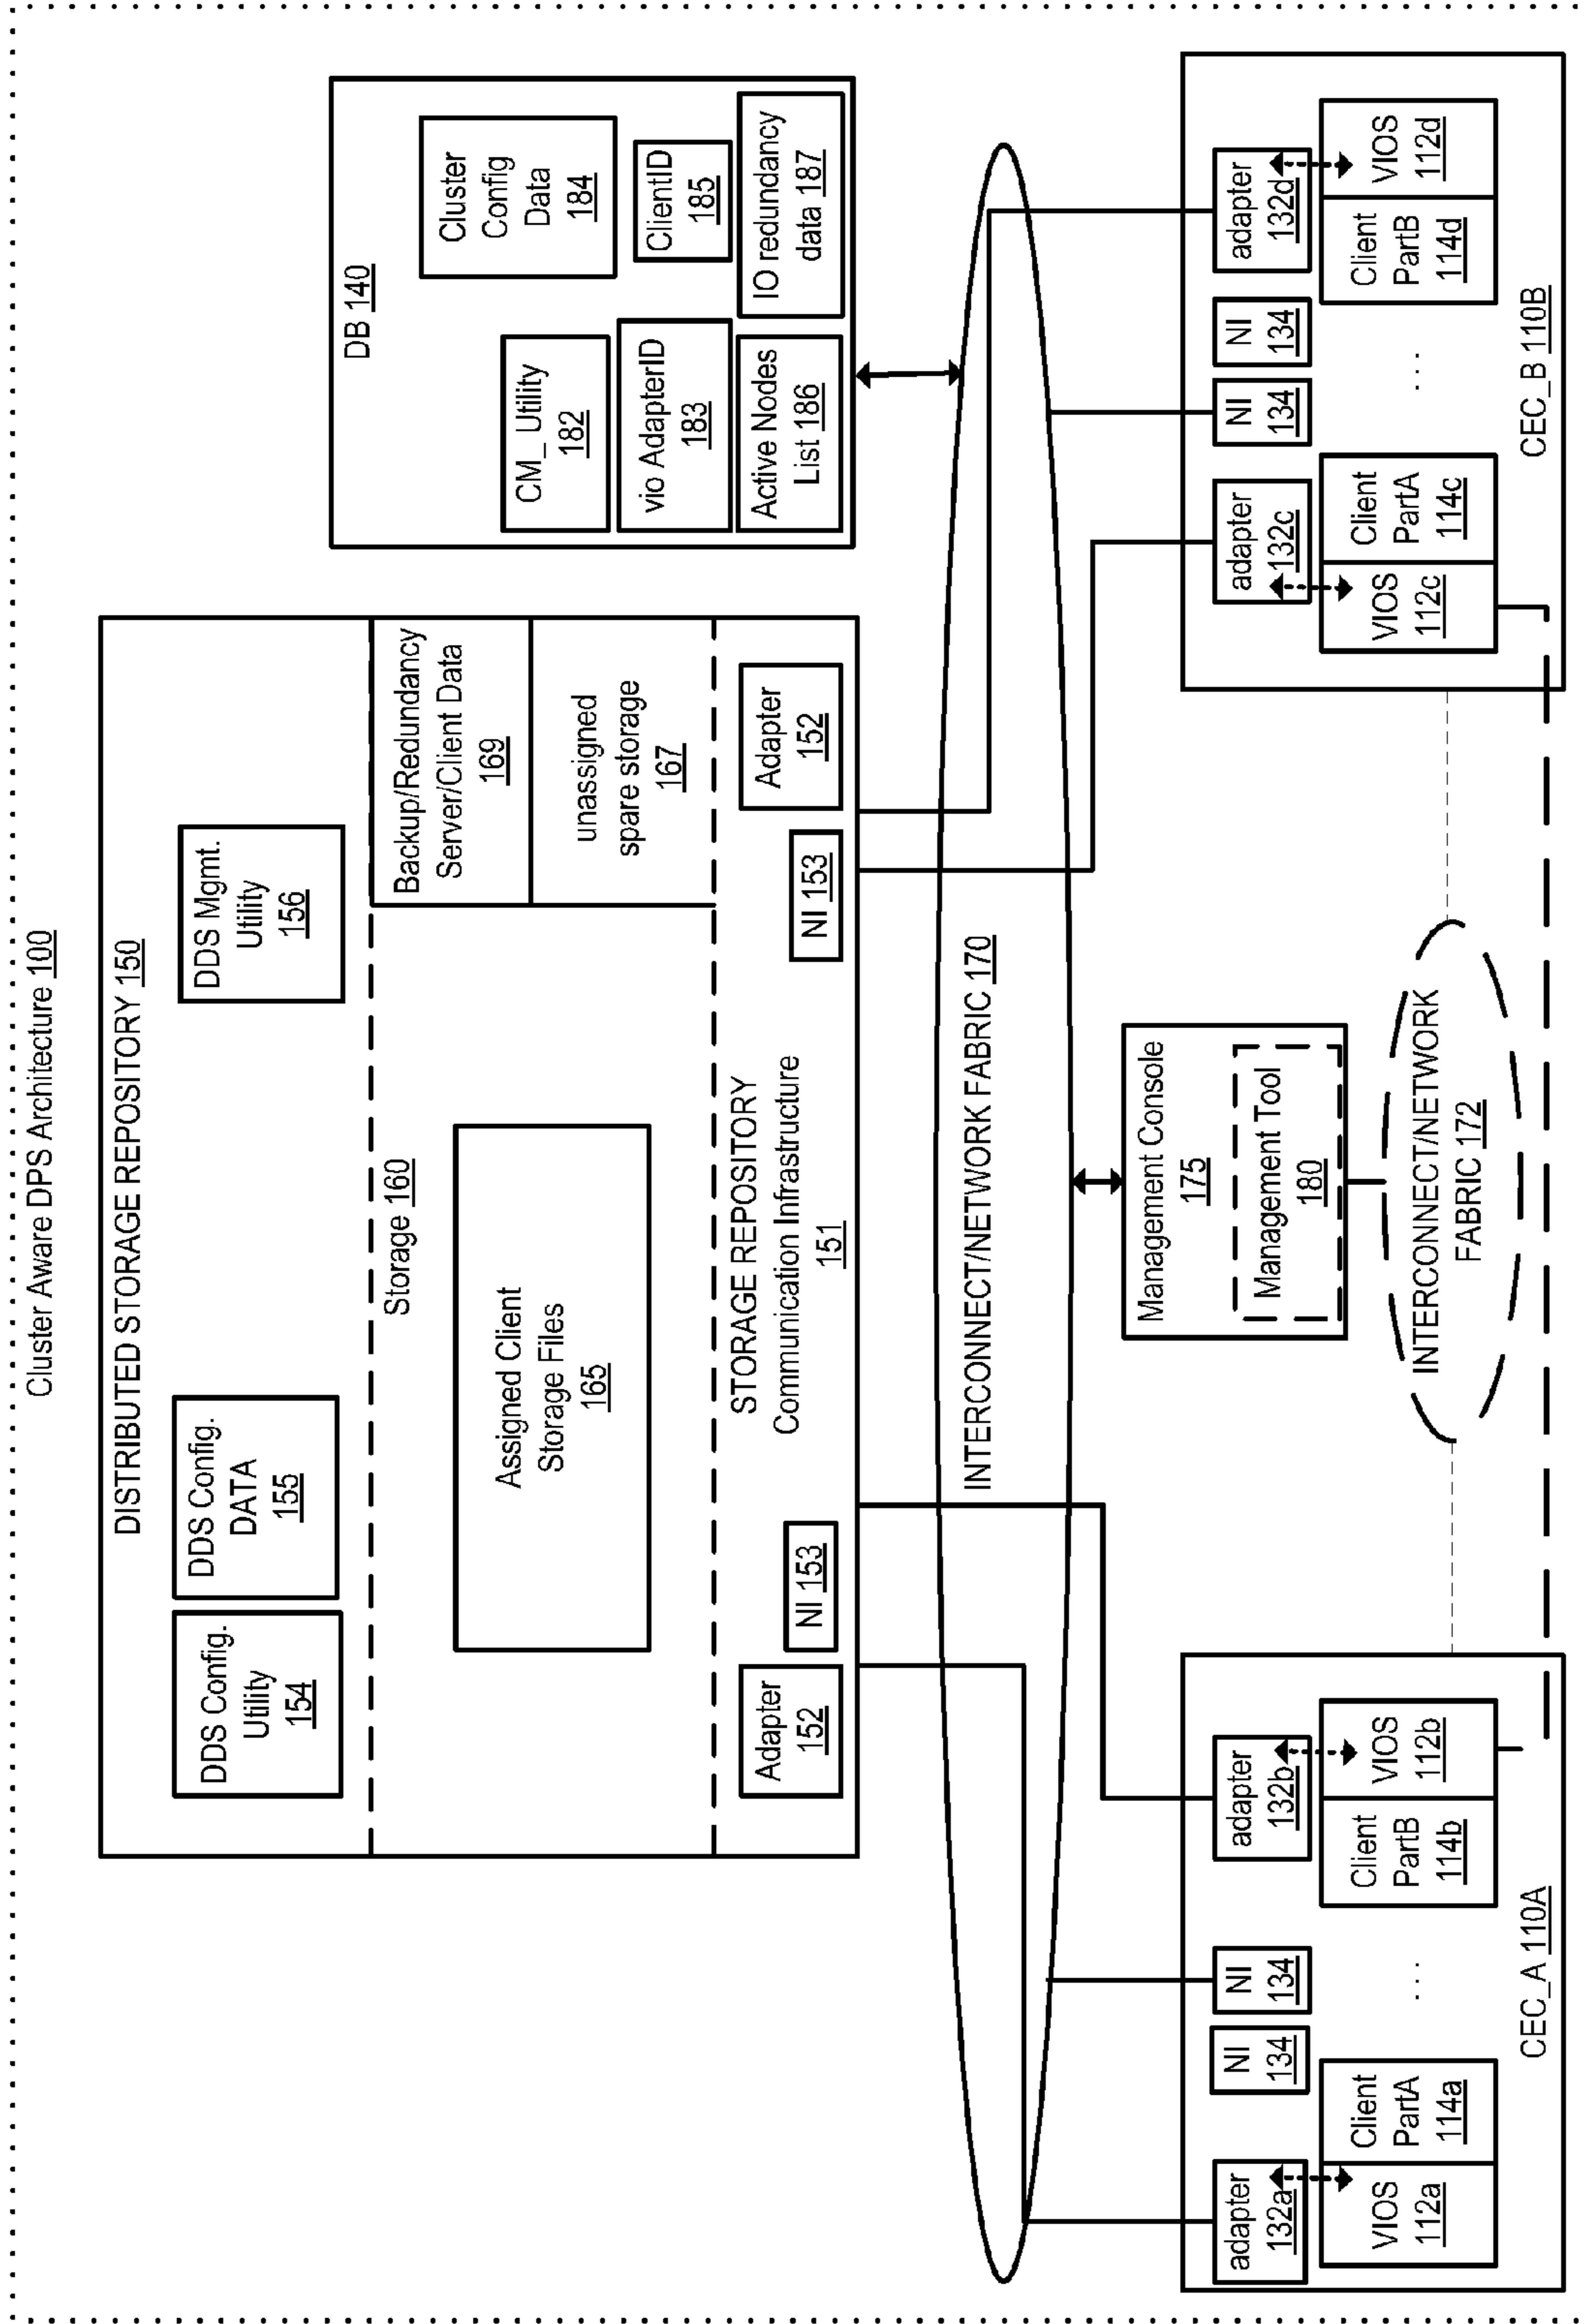 Cluster Aware DPS Architecture 100
DISTRIBUTED STORAGE REPOSITORY 150
DDS Config.
Utility
154
DDS Config.
DATA
155
DDS Mgmt.
Utility
156
Storage 160
Assigned Client
Storage Files
165
Backup/Redundancy
Server/Client Data
169
unassigned
spare storage
167
STORAGE REPOSITORY
Communication Infrastructure
151
Adapter
152
NI 153
NI 153
Adapter
152
DB 140
CM_Utility
182
Cluster
Config
Data
184
vio AdapterID
183
ClientID
185
Active Nodes
List 186
IO redundancy
data 187
INTERCONNECT/NETWORK FABRIC 170
Management Console
175
Management Tool
180
INTERCONNECT/NETWORK
FABRIC 172
adapter
132a
NI
134
NI
134
adapter
132b
VIOS
112a
Client
PartA
114a
...
Client
PartB
114b
VIOS
112b
CEC_A 110A
adapter
132c
NI
134
NI
134
adapter
132d
VIOS
112c
Client
PartA
114c
...
Client
PartB
114d
VIOS
112d
CEC_B 110B